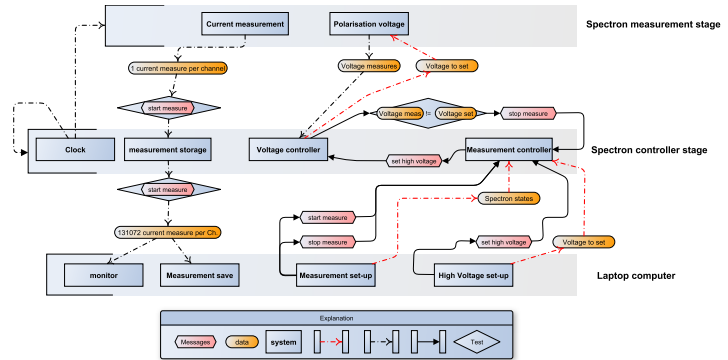 Current measurement
Polarisation voltage
Spectron measurement stage
1 current measure per channel
Voltage measures
Voltage to set
start measure
Voltage meas
!=
Voltage set
stop measure
Clock
measurement storage
Voltage controller
Measurement controller
Spectron controller stage
set high voltage
start measure
Spectron states
start measure
131072 current measure per Ch.
stop measure
set high voltage
Voltage to set
monitor
Measurement save
Measurement set-up
High Voltage set-up
Laptop computer
Explanation
Messages
data
system
Test